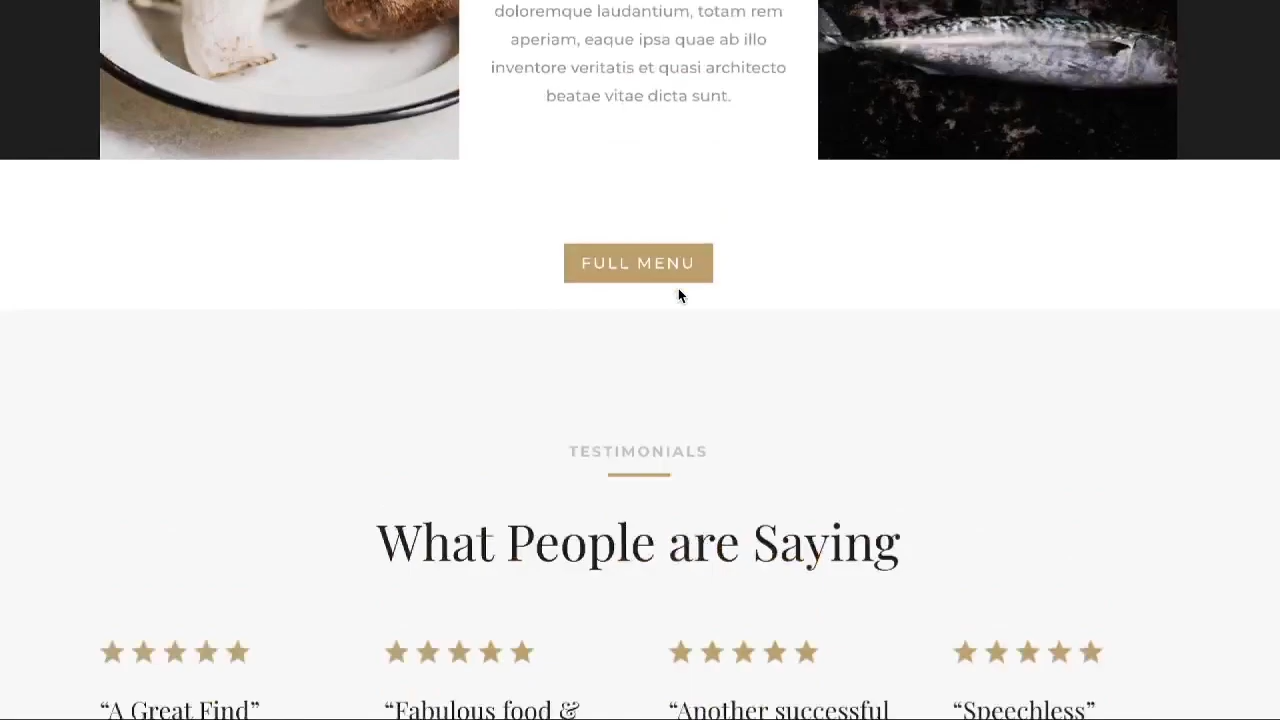 doloremque laudantium, totam rem
aperiam, eaque ipsa quae ab illo
inventore veritatis et quasi architecto
beatae vitae dicta sunt.
FULL MENU
TESTIMONIALS
What People are Saying
“A Great Find”
“Fabulous food &
“Another successful
“Speechless”